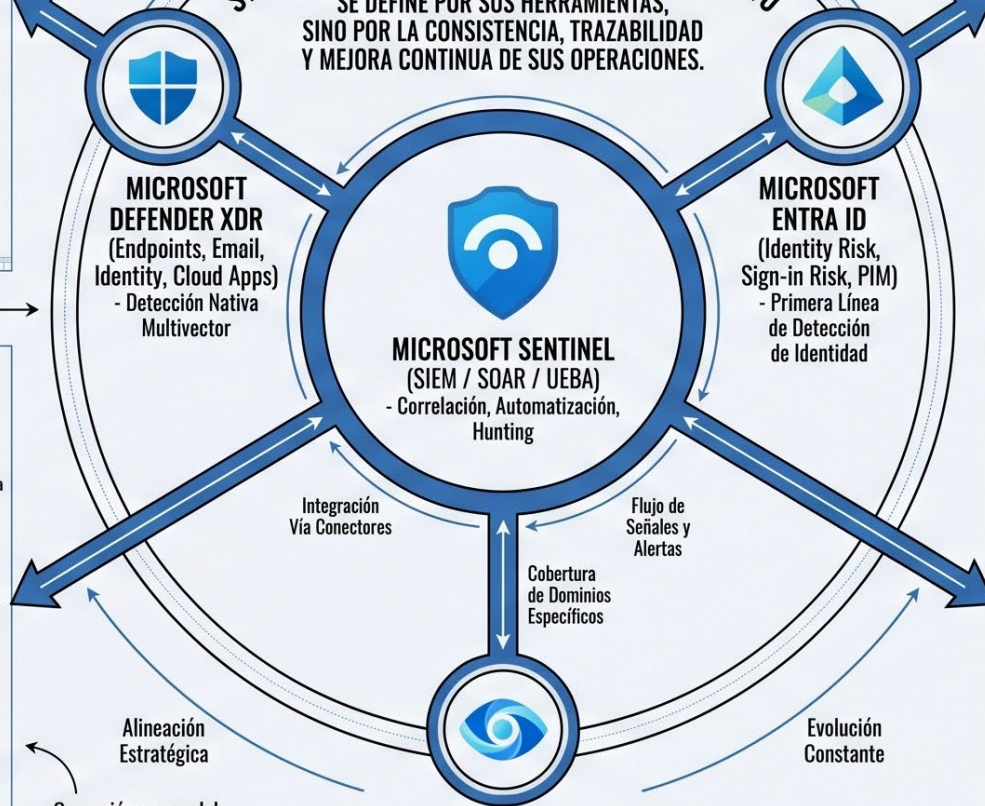 SE DEFINE POR SUS HERRAMIENTAS,
SINO POR LA CONSISTENCIA, TRAZABILIDAD
Y MEJORA CONTINUA DE SUS OPERACIONES.
MICROSOFT
DEFENDER XDR
(Endpoints, Email,
Identity, Cloud Apps)
- Detección Nativa
Multivector
MICROSOFT
ENTRA ID
(Identity Risk,
Sign-in Risk, PIM)
- Primera Línea
de Detección
de Identidad
MICROSOFT SENTINEL
(SIEM / SOAR / UEBA)
- Correlación, Automatización,
Hunting
Integración
Vía Conectores
Flujo de
Señales y
Alertas
Cobertura
de Dominios
Específicos
Alineación
Estratégica
Evolución
Constante